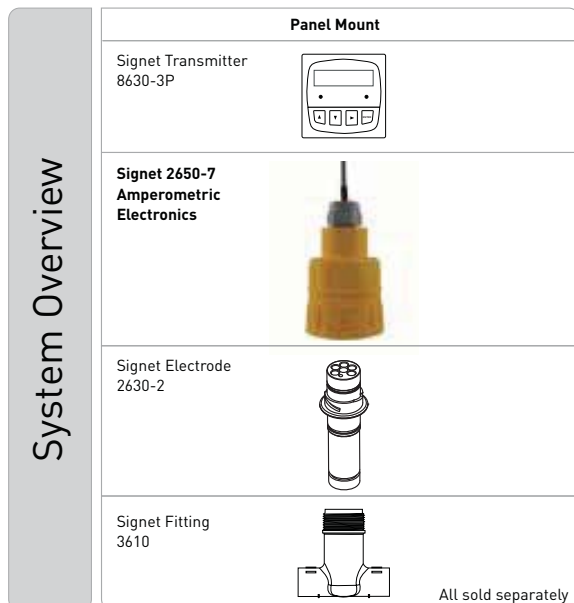 System Overview
Panel Mount
Signet Transmitter
8630-3P
Signet 2650-7
Amperometric
Electronics
Signet Electrode
2630-2
Signet Fitting
3610
All sold separately